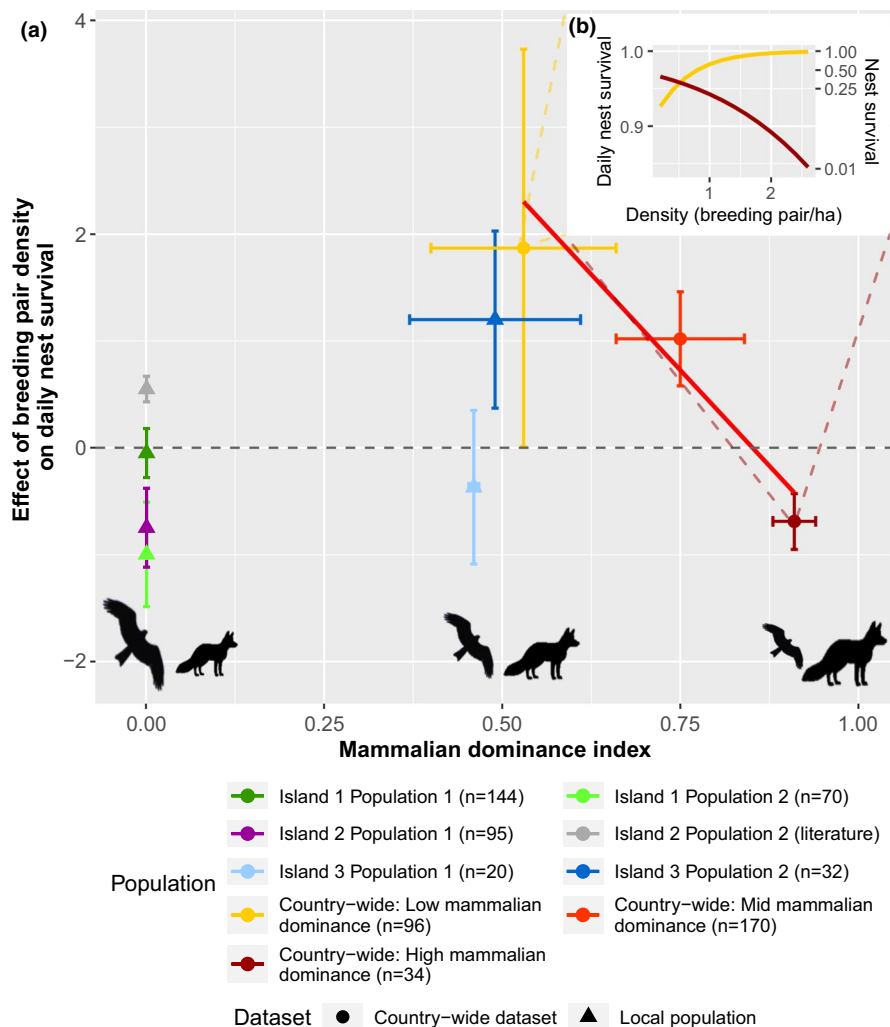 (a)
4
2
0
−2
Effect of breeding pair density
on daily nest survival
0.00
0.25
0.50
0.75
1.00
Mammalian dominance index
(b)
Daily nest survival
1.0
0.9
1.00
0.50
0.25
0.01
Nest survival
1
2
Density (breeding pair/ha)
Population
Island 1 Population 1 (n=144)
Island 1 Population 2 (n=70)
Island 2 Population 1 (n=95)
Island 2 Population 2 (literature)
Island 3 Population 1 (n=20)
Island 3 Population 2 (n=32)
Country−wide: Low mammalian
dominance (n=96)
Country−wide: Mid mammalian
dominance (n=170)
Country−wide: High mammalian
dominance (n=34)
Dataset
Country−wide dataset
Local population